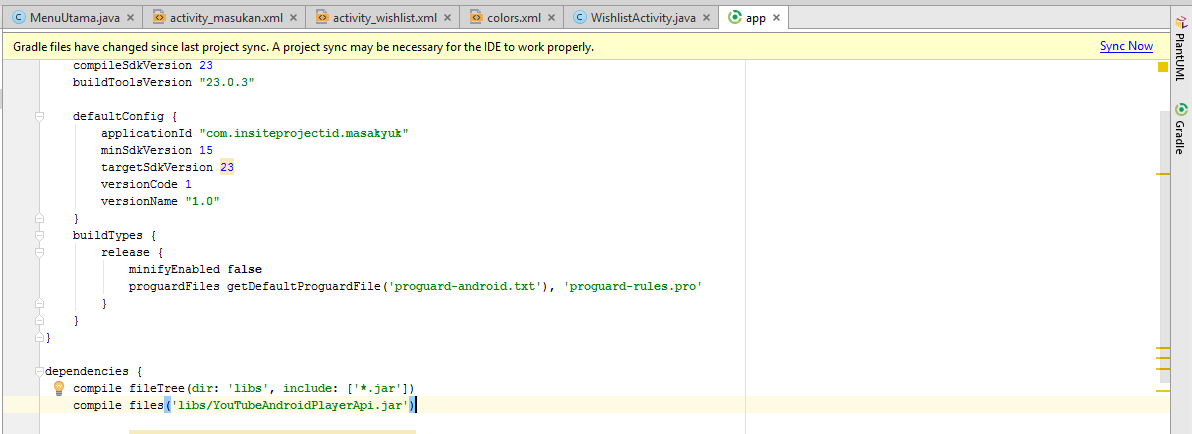 MenuUtama.java activity_masukan.xml activity_wishlist.xml colors.xml WishlistActivity.java app
Gradle files have changed since last project sync. A project sync may be necessary for the IDE to work properly. Sync Now
compileSdkVersion 23
buildToolsVersion "23.0.3"
defaultConfig {
applicationId "com.insiteprojectid.masakyuk"
minSdkVersion 15
targetSdkVersion 23
versionCode 1
versionName "1.0"
}
buildTypes {
release {
minifyEnabled false
proguardFiles getDefaultProguardFile('proguard-android.txt'), 'proguard-rules.pro'
}
}
}
dependencies {
compile fileTree(dir: 'libs', include: ['*.jar'])
compile files('libs/YouTubeAndroidPlayerApi.jar')
PlantUML
Gradle